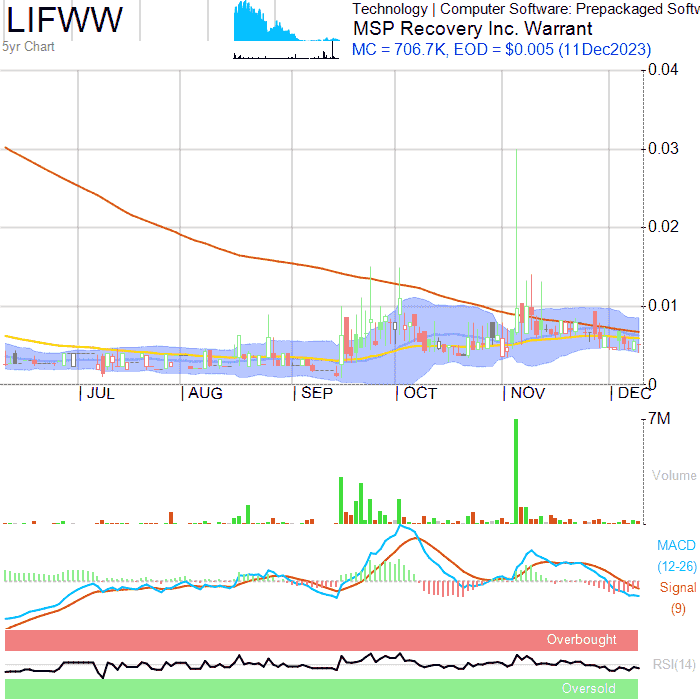 LIFWW
5yr Chart
Technology | Computer Software: Prepackaged Softw
MSP Recovery Inc. Warrant
MC = 706.7K, EOD = $0.005 (11Dec2023)
0.04
0.03
0.02
0.01
0
JUL AUG SEP OCT NOV DEC
7M
Volume
MACD
(12-26)
Signal
(9)
Overbought
RSI(14)
Oversold